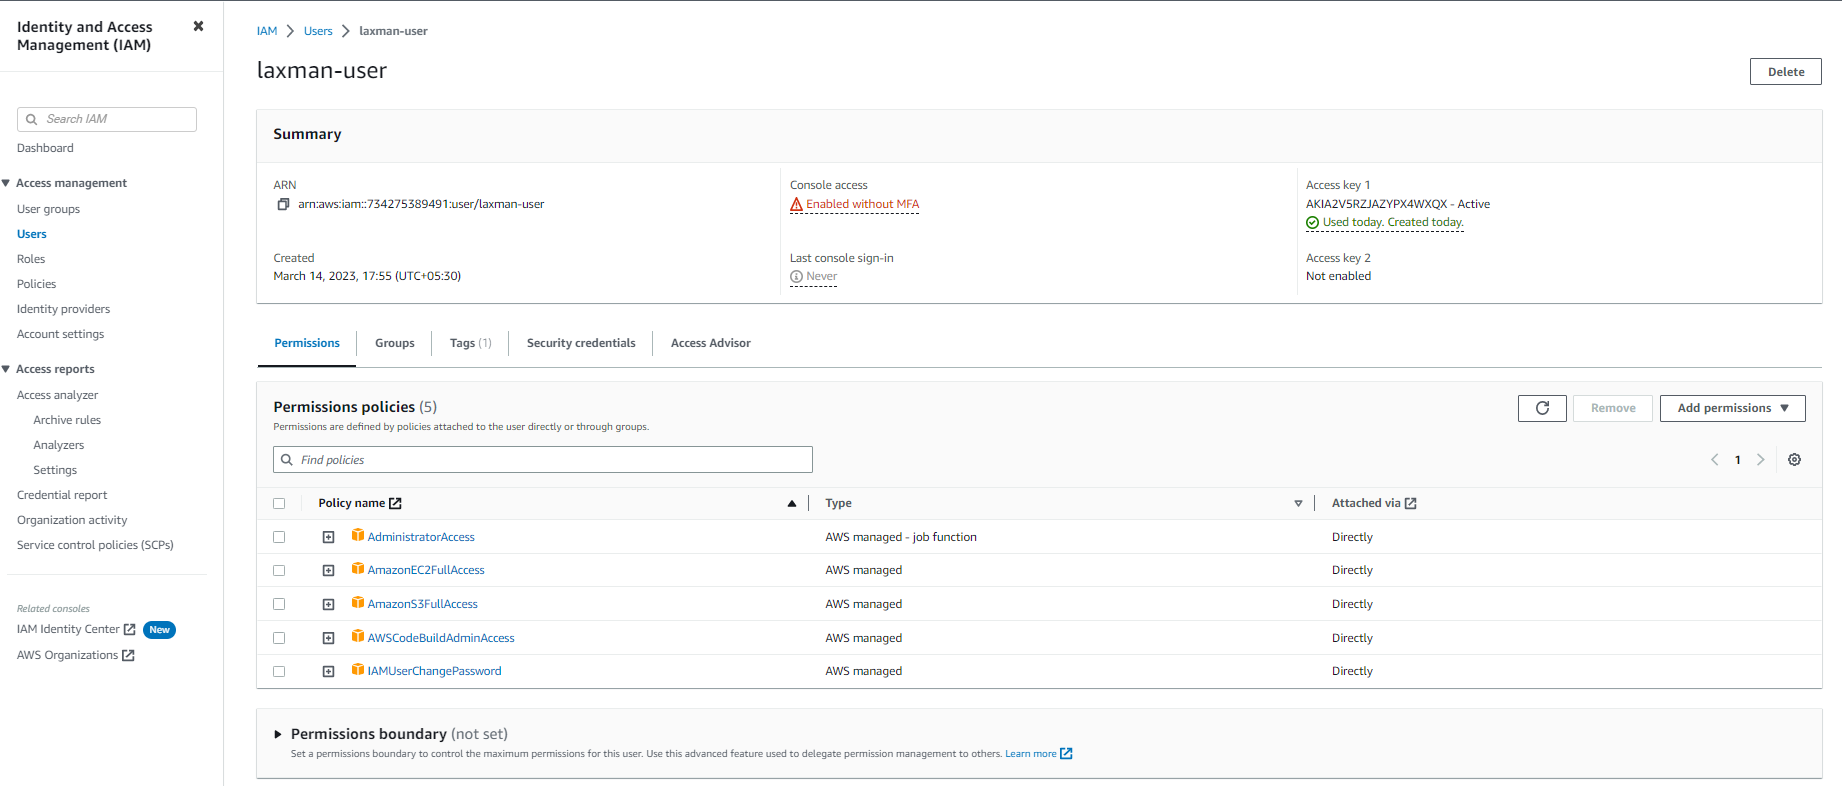 Identity and Access
Management (IAM)
Search IAM
Dashboard
Access management
User groups
Users
Roles
Policies
Identity providers
Account settings
Access reports
Access analyzer
Archive rules
Analyzers
Settings
Credential report
Organization activity
Service control policies (SCPs)
Related consoles
IAM Identity Center New
AWS Organizations
IAM > Users > laxman-user
laxman-user
Delete
Summary
ARN
arn:aws:iam::734275389491:user/laxman-user
Created
March 14, 2023, 17:55 (UTC+05:30)
Console access
Enabled without MFA
Last console sign-in
Never
Access key 1
AKIA2V5RZJAZYPX4WXQX - Active
Used today. Created today.
Access key 2
Not enabled
Permissions Groups Tags (1) Security credentials Access Advisor
Permissions policies (5)
Permissions are defined by policies attached to the user directly or through groups.
Remove Add permissions
Find policies
1
Policy name Type Attached via
AdministratorAccess AWS managed - job function Directly
AmazonEC2FullAccess AWS managed Directly
AmazonS3FullAccess AWS managed Directly
AWSCodeBuildAdminAccess AWS managed Directly
IAMUserChangePassword AWS managed Directly
Permissions boundary (not set)
Set a permissions boundary to control the maximum permissions for this user. Use this advanced feature used to delegate permission management to others. Learn more